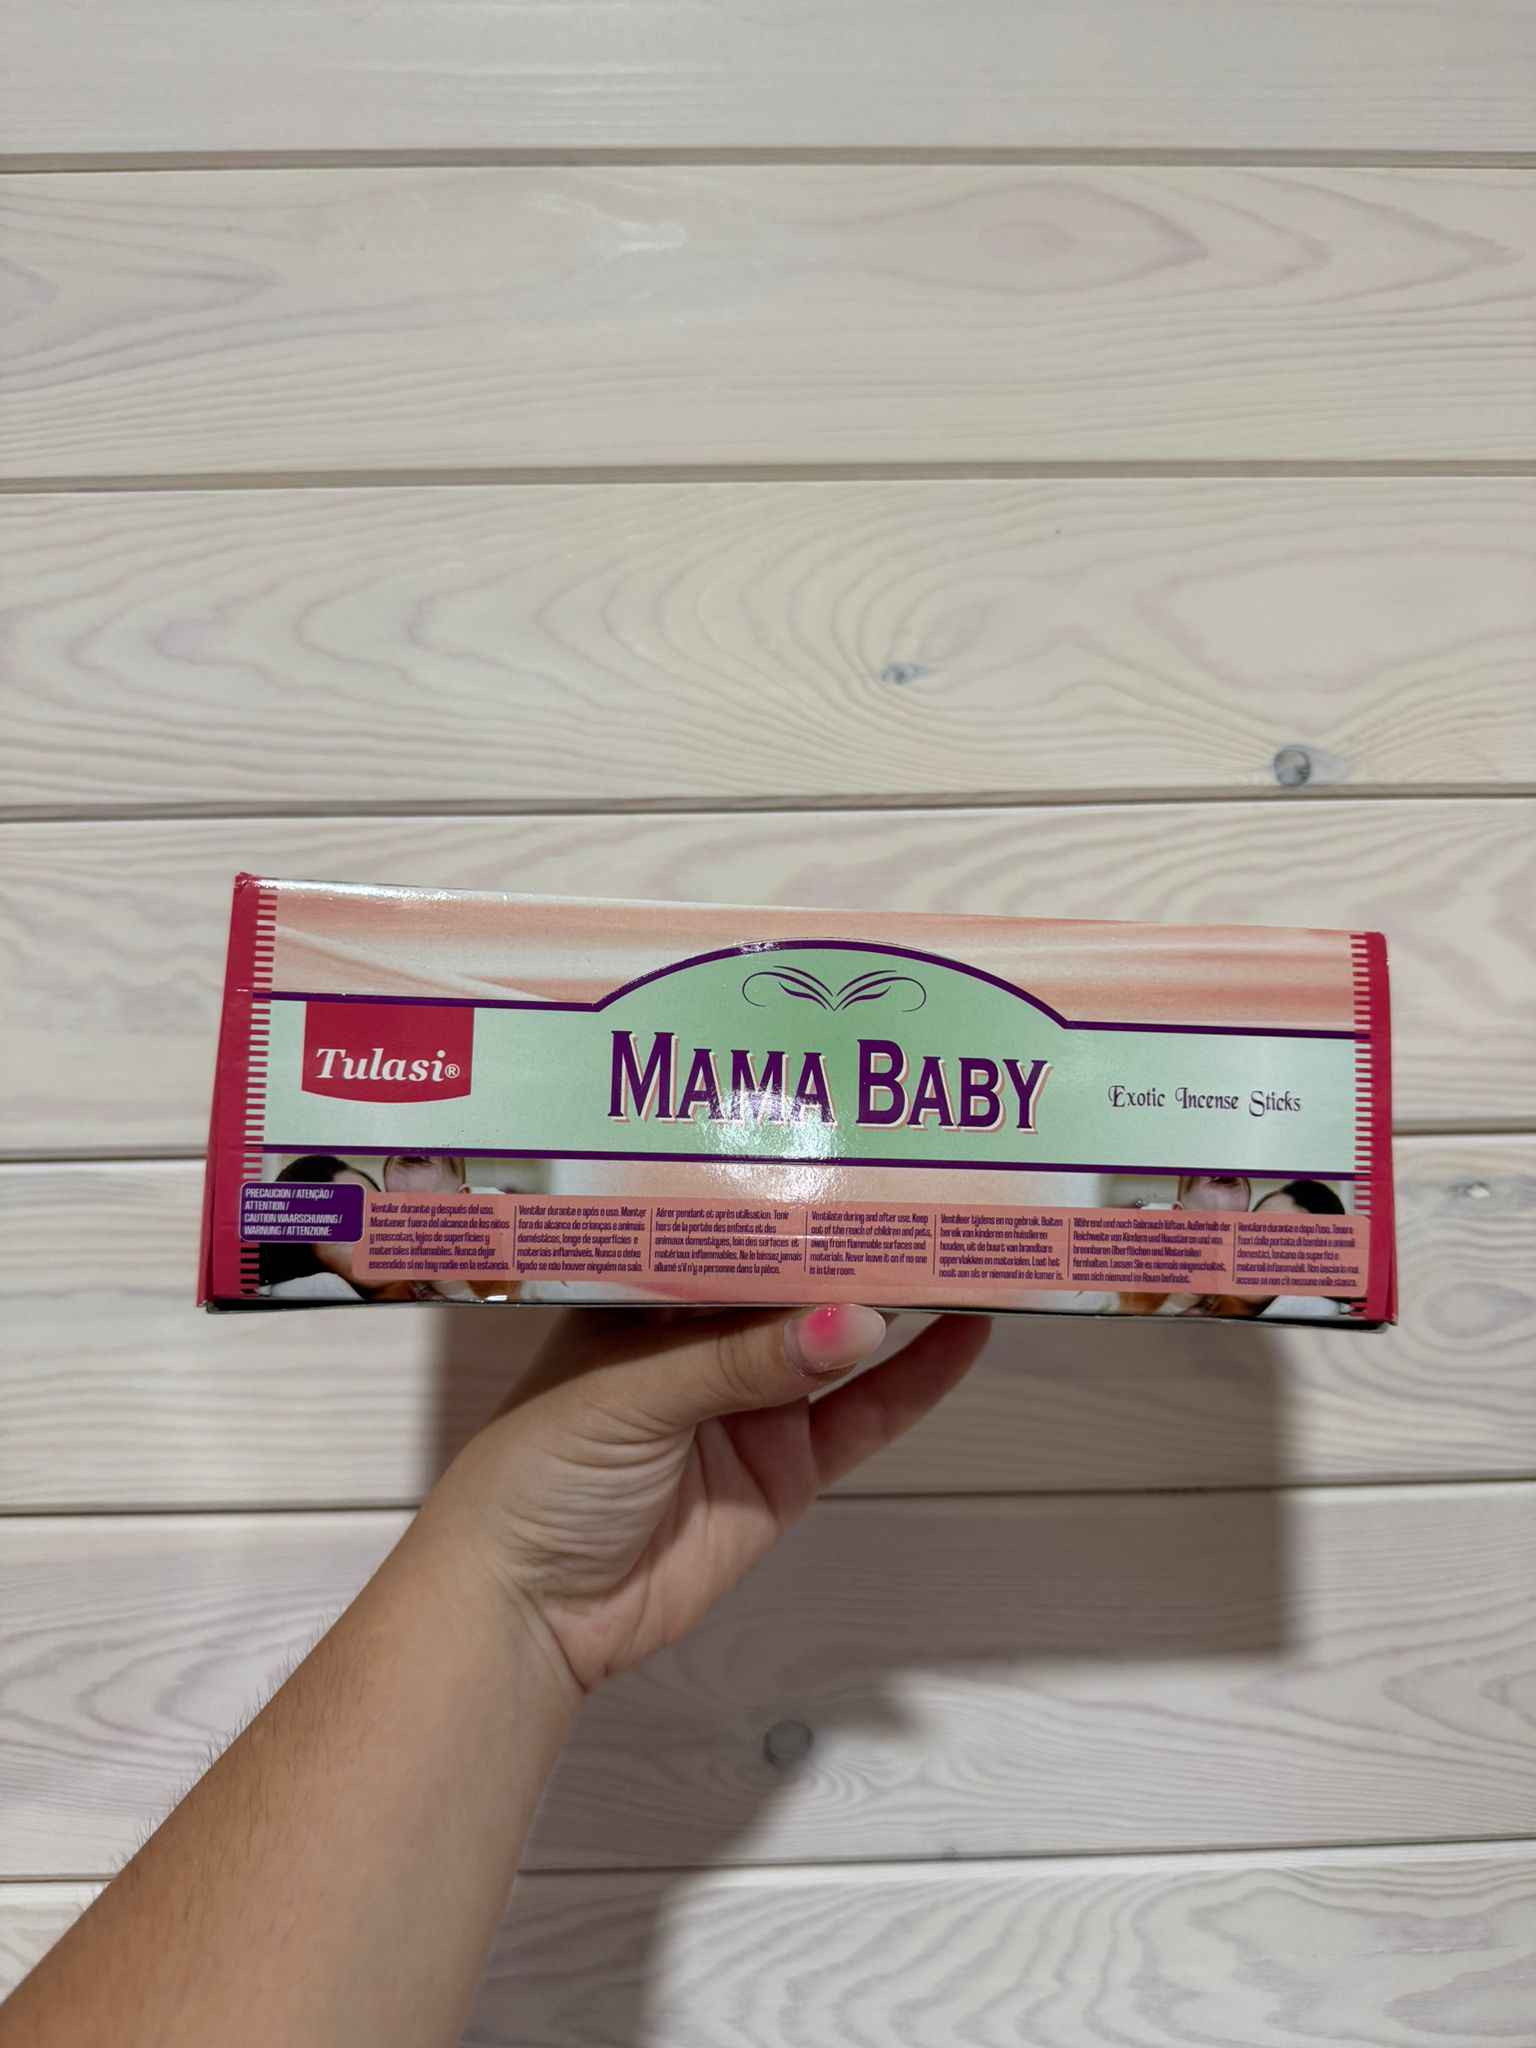 Tulasi®
MAMA BABY
Exotic Incense Sticks
PRECAUCION / ATENÇÃO /
ATTENTION /
CAUTION WAARSCHUWING /
WARNUNG / ATTENZIONE:
Ventilar durante y después del uso.
Mantener fuera del alcance de los niños
y mascotas, lejos de superficies y
materiales inflamables. Nunca dejar
encendido si no hay nadie en la estancia.
Ventilar durante e após o uso. Manter
fora do alcance de crianças e animais
domésticos, longe de superfícies e
materiais inflamáveis. Nunca o deixe
ligado se não houver ninguém na sala.
Aérer pendant et après utilisation. Tenir
hors de la portée des enfants et des
animaux domestiques, loin des surfaces et
matériaux inflammables. Ne le laissez jamais
allumé s'il n'y a personne dans la pièce.
Ventilate during and after use. Keep
out of the reach of children and pets,
away from flammable surfaces and
materials. Never leave it on if no one
is in the room.
Ventileer tijdens en na gebruik. Buiten
bereik van kinderen en huisdieren
houden, uit de buurt van brandbare
oppervlakken en materialen. Laat het
nooit aan als er niemand in de kamer is.
Während und nach Gebrauch lüften. Außerhalb der
Reichweite von Kindern und Haustieren und von
brennbaren Oberflächen und Materialien
fernhalten. Lassen Sie es niemals eingeschaltet,
wenn sich niemand im Raum befindet.
Ventilare durante e dopo l'uso. Tenere
fuori dalla portata di bambini e animali
domestici, lontano da superfici e
materiali infiammabili. Non lasciarlo mai
acceso se non c'è nessuno nella stanza.